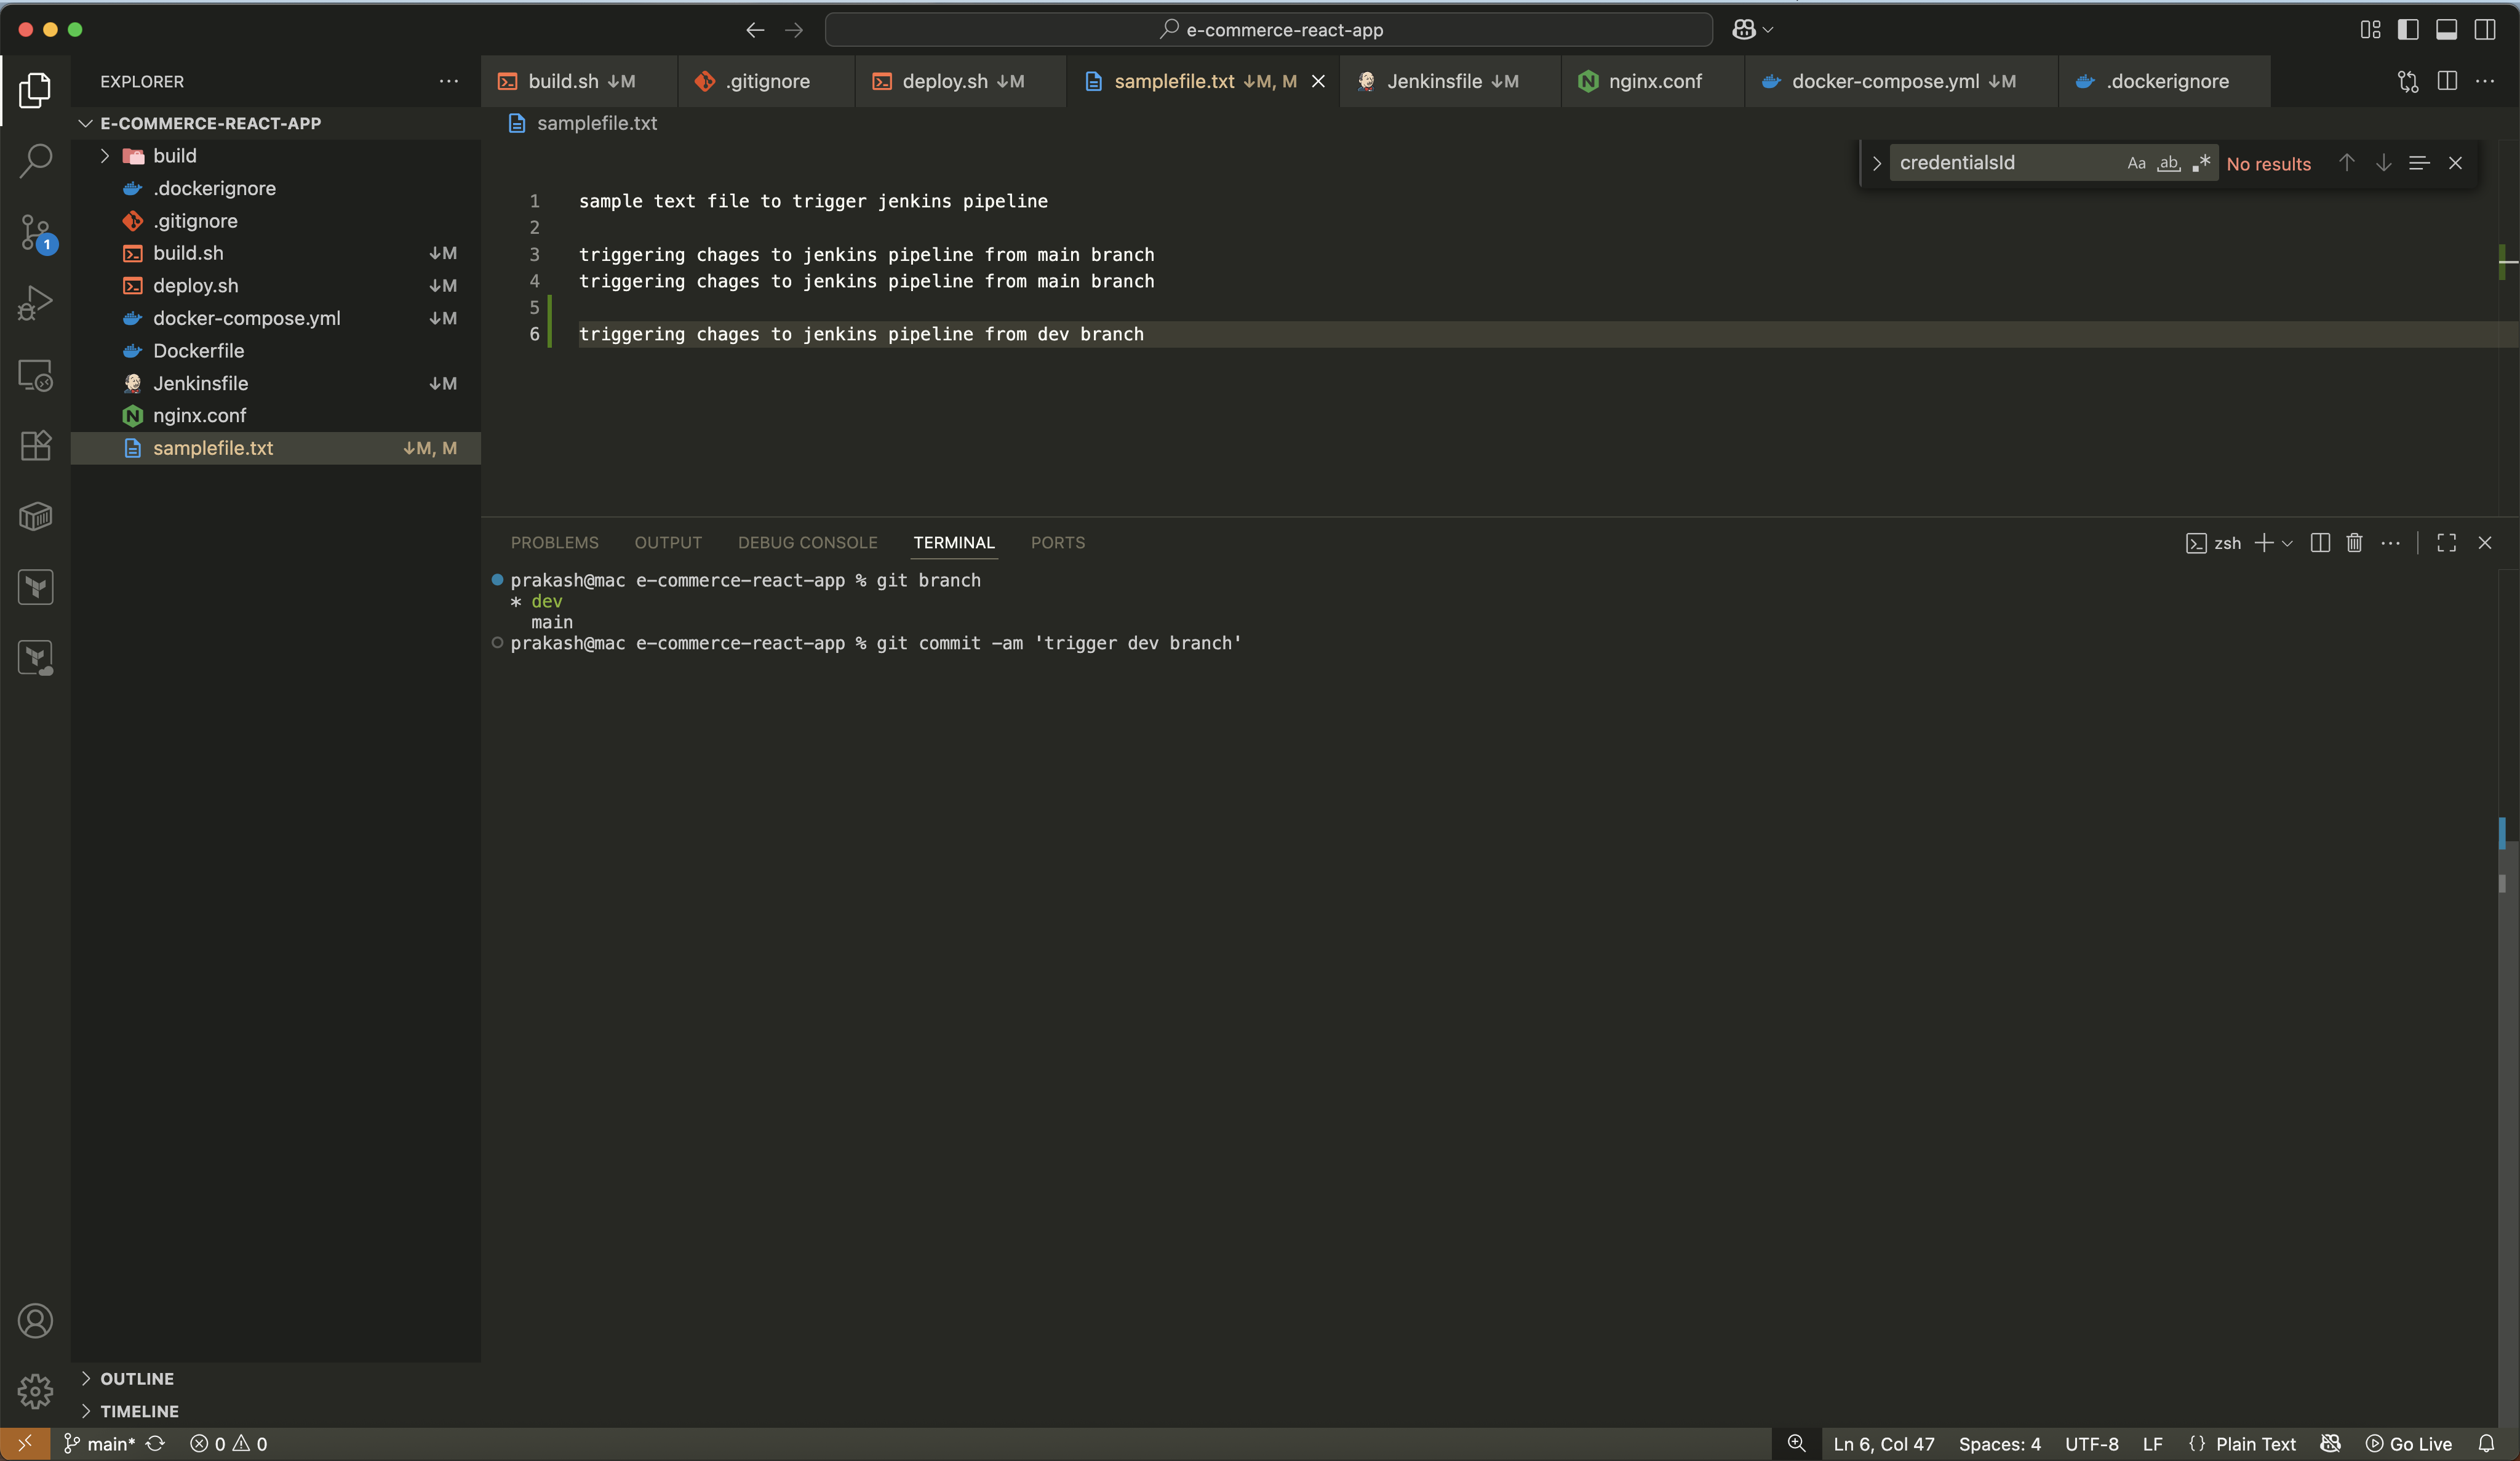 e-commerce-react-app
EXPLORER
build.sh ↓M
.gitignore
deploy.sh ↓M
samplefile.txt ↓M, M
Jenkinsfile ↓M
nginx.conf
docker-compose.yml ↓M
.dockerignore
E-COMMERCE-REACT-APP
build
.dockerignore
.gitignore
build.sh ↓M
deploy.sh ↓M
docker-compose.yml ↓M
Dockerfile
Jenkinsfile ↓M
nginx.conf
samplefile.txt ↓M, M
1
samplefile.txt
credentialsId Aa ab .* No results
1 sample text file to trigger jenkins pipeline
2
3 triggering chages to jenkins pipeline from main branch
4 triggering chages to jenkins pipeline from main branch
5
6 triggering chages to jenkins pipeline from dev branch
PROBLEMS OUTPUT DEBUG CONSOLE TERMINAL PORTS
zsh
prakash@mac e-commerce-react-app % git branch
* dev
main
prakash@mac e-commerce-react-app % git commit -am 'trigger dev branch'
OUTLINE
TIMELINE
main* 0 0
Ln 6, Col 47 Spaces: 4 UTF-8 LF {} Plain Text Go Live